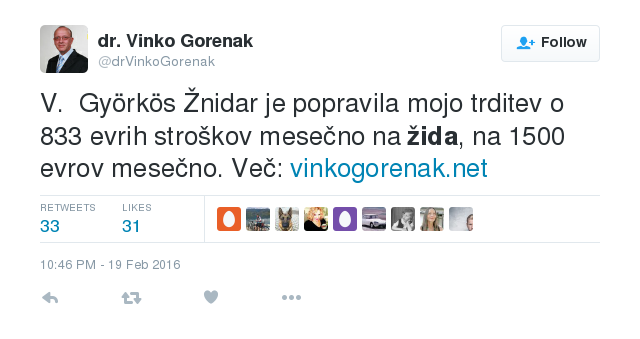 dr. Vinko Gorenak
@drVinkoGorenak
Follow
V. Györkös Žnidar je popravila mojo trditev o
833 evrih stroškov mesečno na žida, na 1500
evrov mesečno. Več: vinkogorenak.net
RETWEETS LIKES
33 31
10:46 PM - 19 Feb 2016